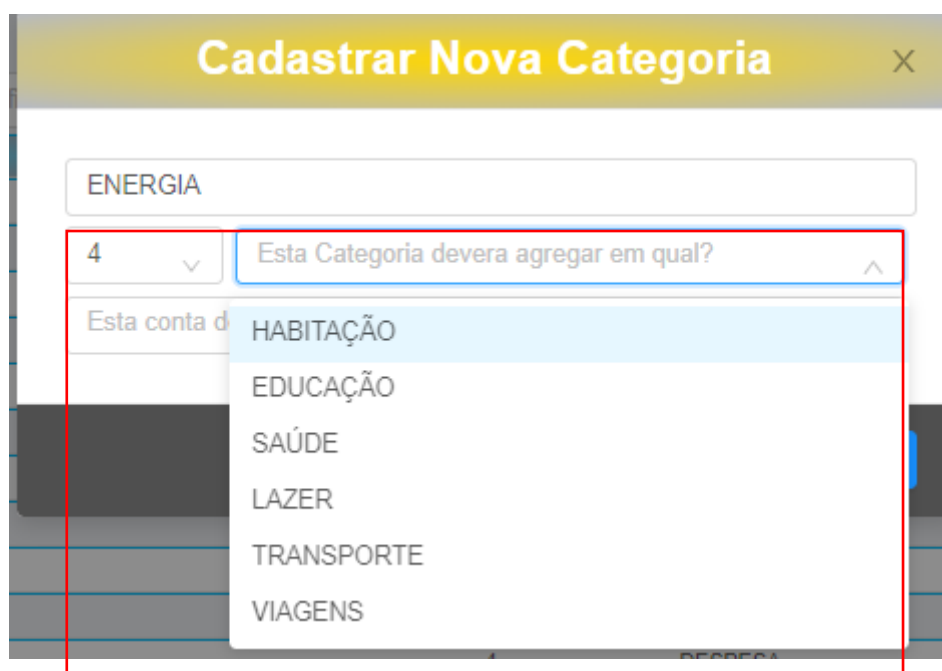 Cadastrar Nova Categoria
ENERGIA
4 Esta Categoria devera agregar em qual?
Esta conta d
HABITAÇÃO
EDUCAÇÃO
SAÚDE
LAZER
TRANSPORTE
VIAGENS